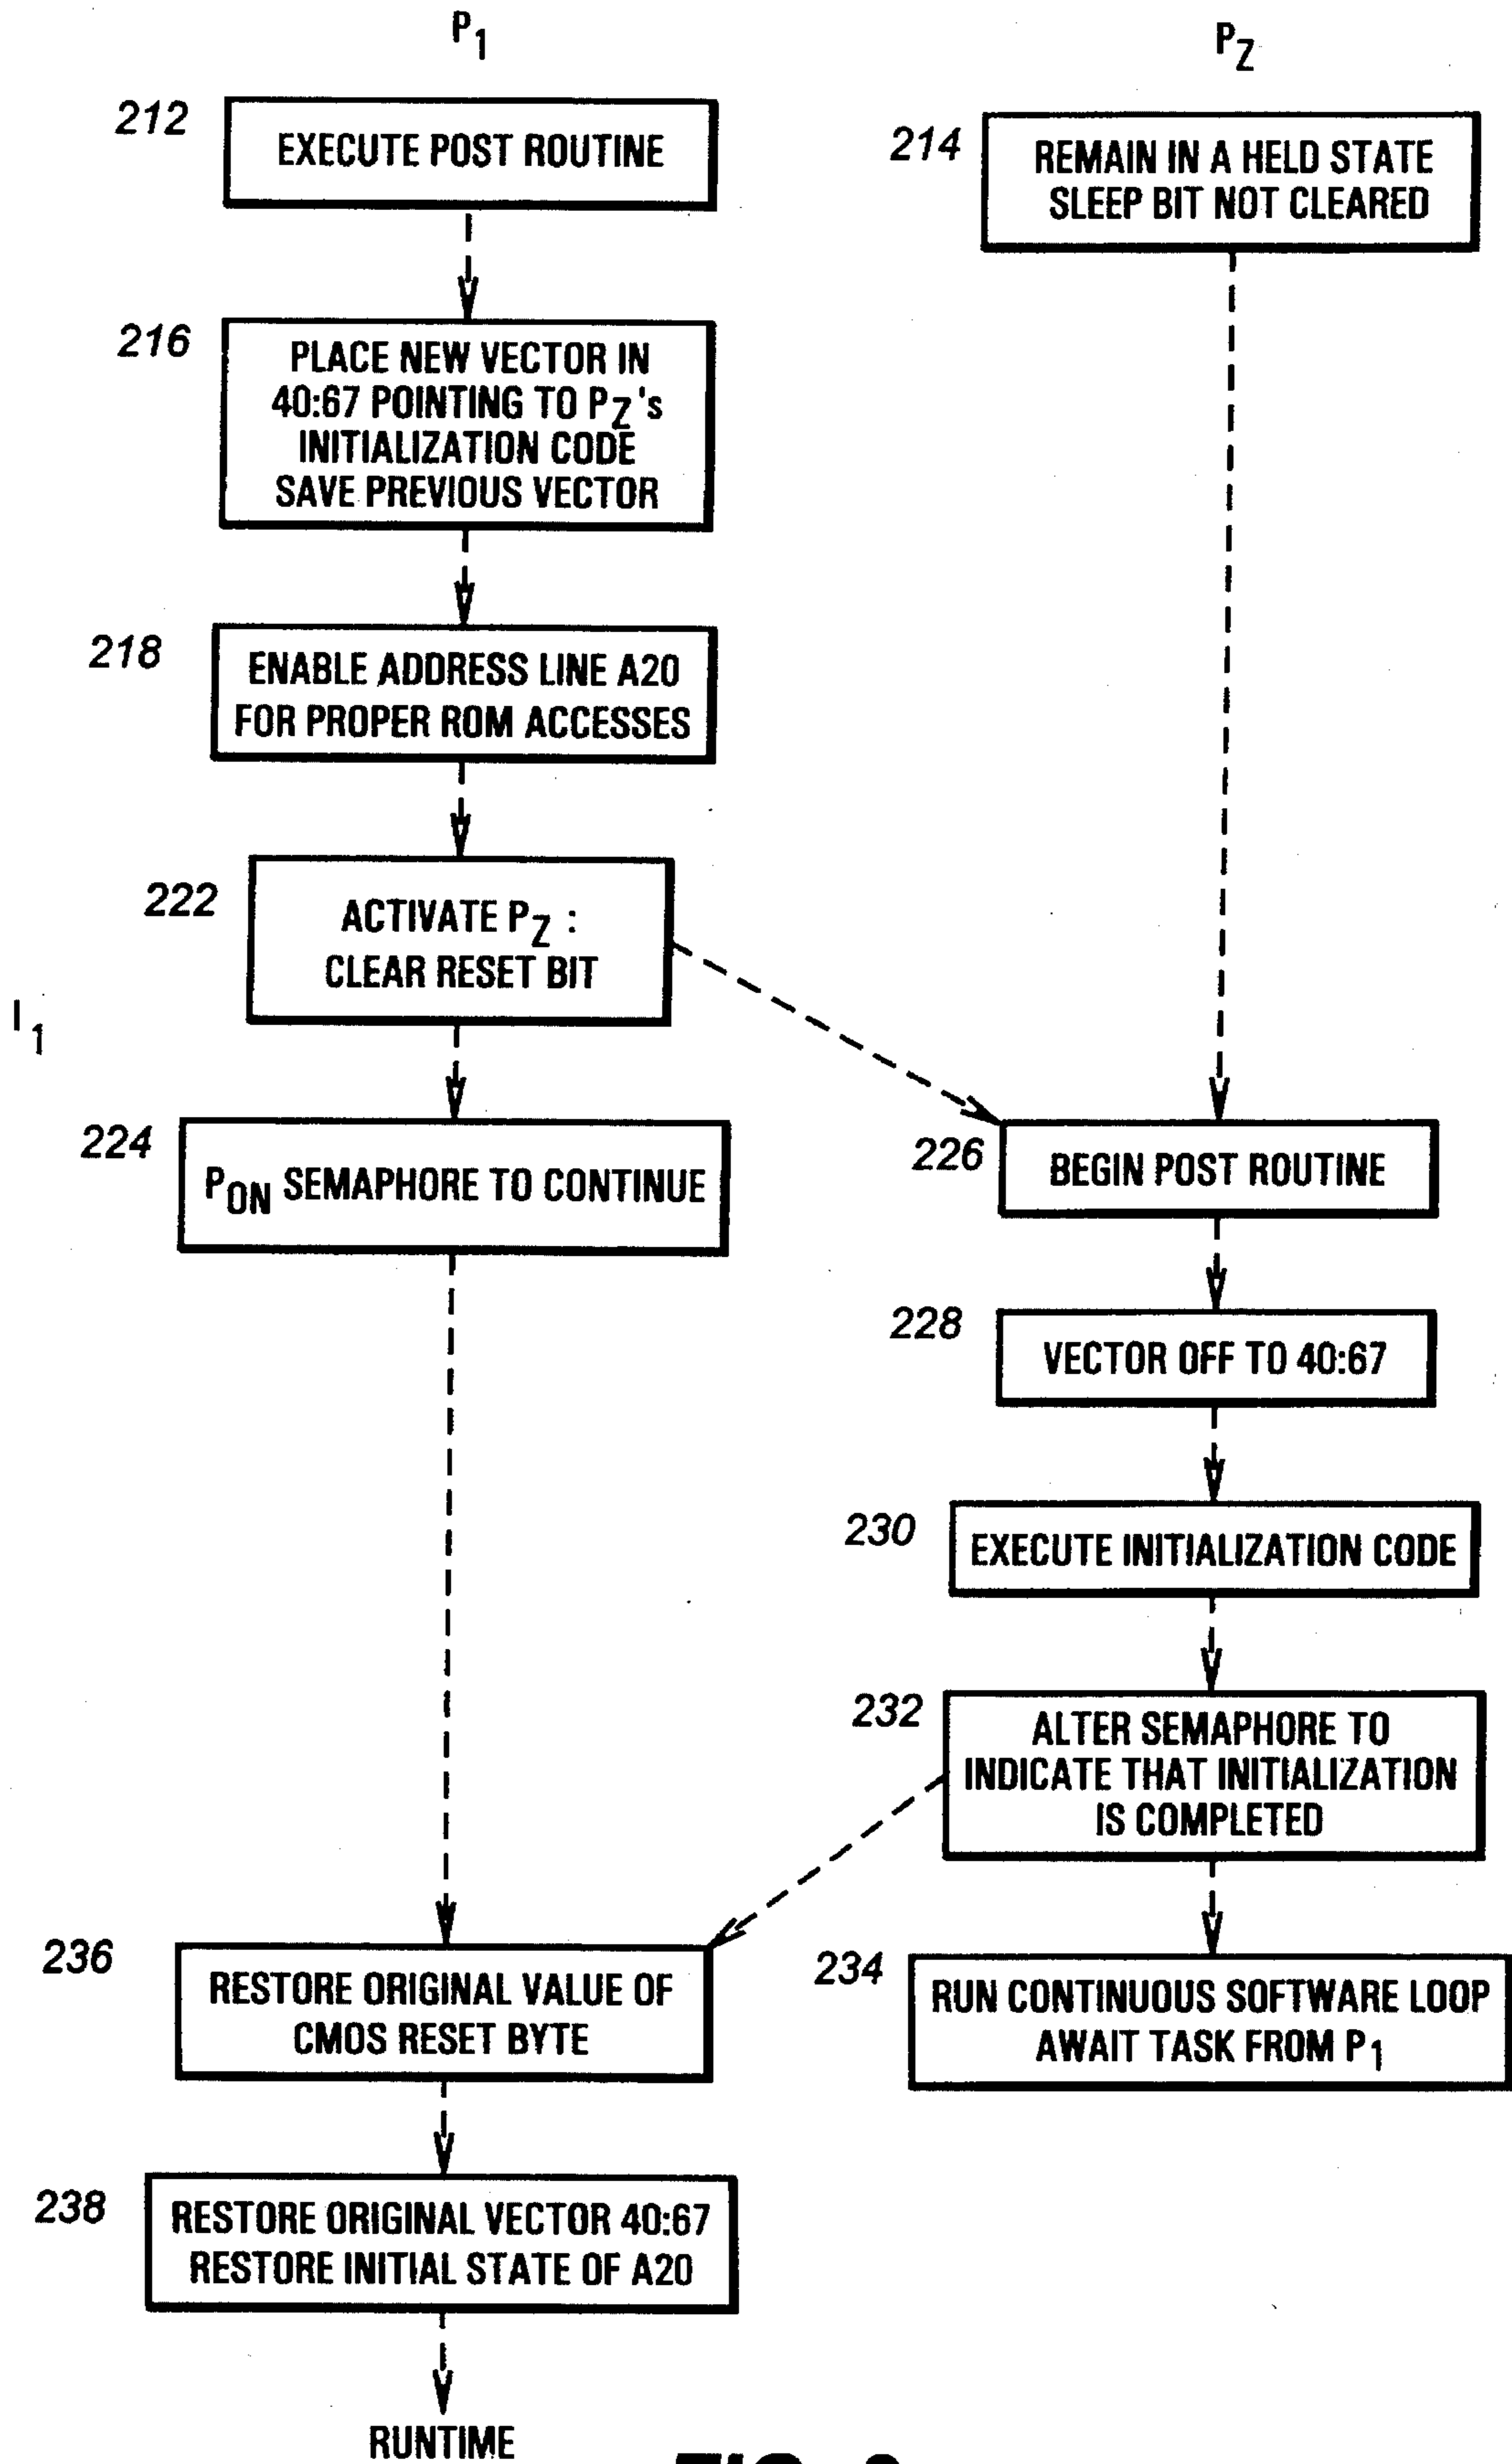 P1
PZ
212
EXECUTE POST ROUTINE
214
REMAIN IN A HELD STATE
SLEEP BIT NOT CLEARED
216
PLACE NEW VECTOR IN
40:67 POINTING TO PZ's
INITIALIZATION CODE
SAVE PREVIOUS VECTOR
218
ENABLE ADDRESS LINE A20
FOR PROPER ROM ACCESSES
222
ACTIVATE PZ :
CLEAR RESET BIT
I1
224
PON SEMAPHORE TO CONTINUE
226
BEGIN POST ROUTINE
228
VECTOR OFF TO 40:67
230
EXECUTE INITIALIZATION CODE
232
ALTER SEMAPHORE TO
INDICATE THAT INITIALIZATION
IS COMPLETED
236
RESTORE ORIGINAL VALUE OF
CMOS RESET BYTE
234
RUN CONTINUOUS SOFTWARE LOOP
AWAIT TASK FROM P1
238
RESTORE ORIGINAL VECTOR 40:67
RESTORE INITIAL STATE OF A20
RUNTIME